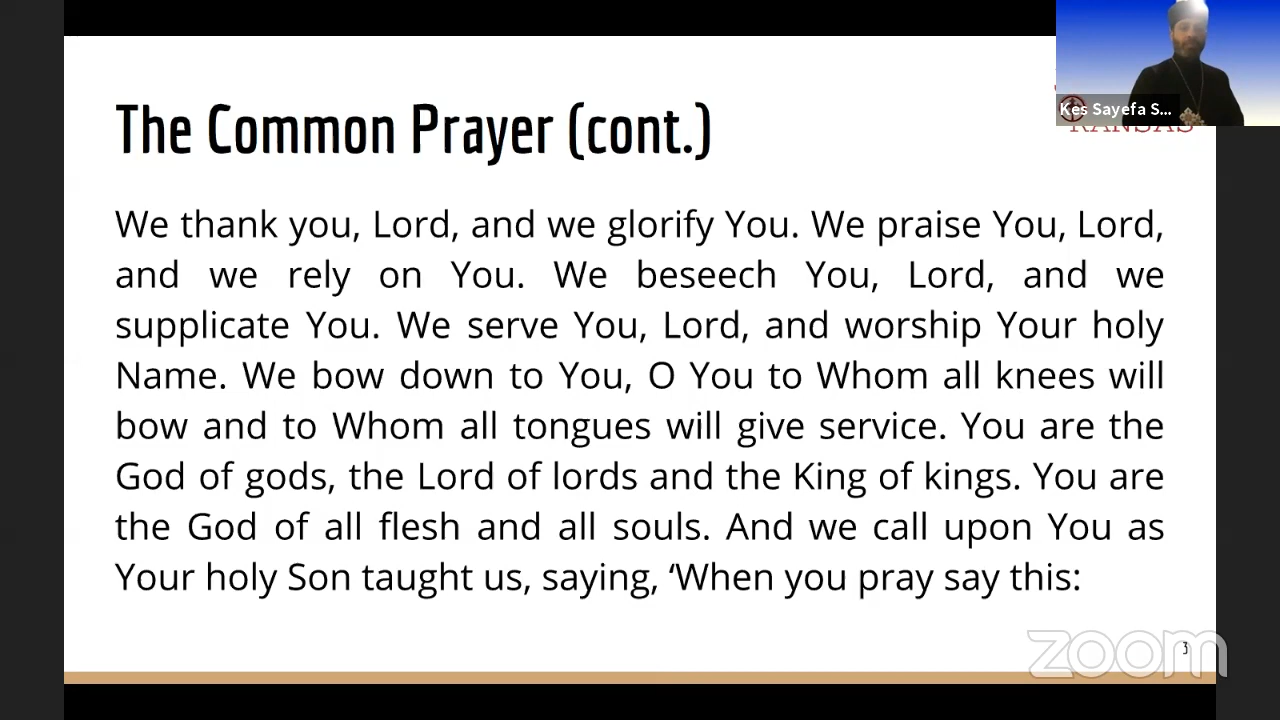 The Common Prayer (cont.)
Kes Sayefa S...
KANSAS
We thank you, Lord, and we glorify You. We praise You, Lord,
and we rely on You. We beseech You, Lord, and we
supplicate You. We serve You, Lord, and worship Your holy
Name. We bow down to You, O You to Whom all knees will
bow and to Whom all tongues will give service. You are the
God of gods, the Lord of lords and the King of kings. You are
the God of all flesh and all souls. And we call upon You as
Your holy Son taught us, saying, ‘When you pray say this:
zoom
3